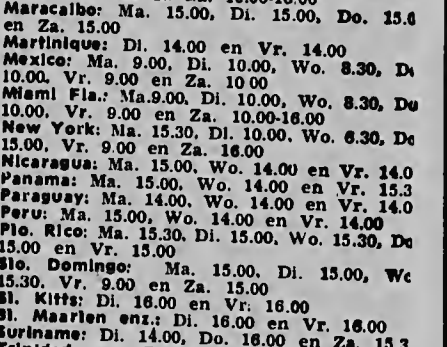 Maracaibo: Ma. 15.00, Di. 15.00, Do. 15.0
en Za. 15.00
Martinique: Di. 14.00 en Vr. 14.00
Mexico: Ma. 9.00, Di. 10.00, Wo. 8.30, Do
10.00, Vr. 9.00 en Za. 10 00
Miami Fla.: Ma.9.00, Di. 10.00, Wo. 8.30, Do
10.00, Vr. 9.00 en Za. 10.00-16.00
New York: Ma. 15.30, Di. 10.00, Wo. 6.30, Do
15.00, Vr. 9.00 en Za. 16.00
Nicaragua: Ma. 15.00, Wo. 14.00 en Vr. 14.0
Panama: Ma. 15.00, Wo. 14.00 en Vr. 15.3
Paraguay: Ma. 14.00, Wo. 14.00 en Vr. 14.0
Peru: Ma. 15.00, Wo. 14.00 en Vr. 14.00
Pto. Rico: Ma. 15.30, Di. 15.00, Wo. 15.30, Do
15.00 en Vr. 15.00
Sto. Domingo: Ma. 15.00, Di. 15.00, Wo
15.30, Vr. 9.00 en Za. 15.00
St. Kitts: Di. 16.00 en Vr: 16.00
St. Maarten enz.: Di. 16.00 en Vr. 16.00
Suriname: Di. 14.00, Do. 16.00 en Za. 15.3